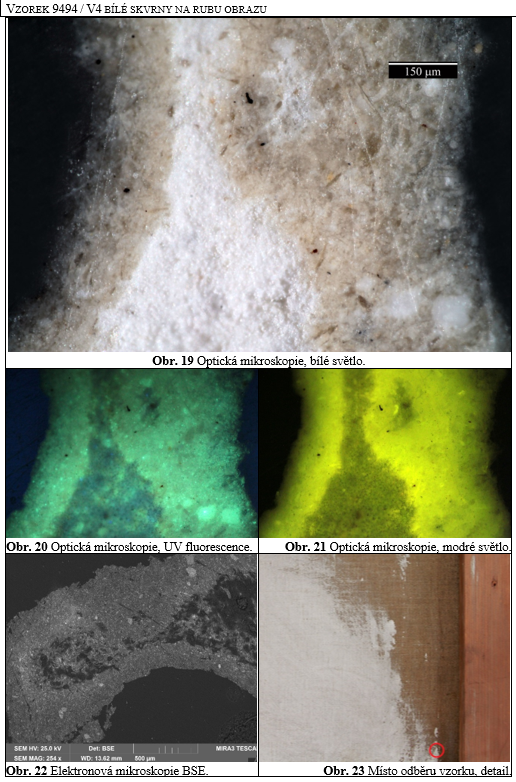 VZOREK 9494 / V4 BÍLÉ SKVRNY NA RUBU OBRAZU
150 µm
Obr. 19 Optická mikroskopie, bílé světlo.
Obr. 20 Optická mikroskopie, UV fluorescence.
Obr. 21 Optická mikroskopie, modré světlo.
SEM HV: 25.0 kV Det: BSE MIRA3 TESCA
SEM MAG: 254 x WD: 13.62 mm 500 µm
Obr. 22 Elektronová mikroskopie BSE.
Obr. 23 Místo odběru vzorku, detail.